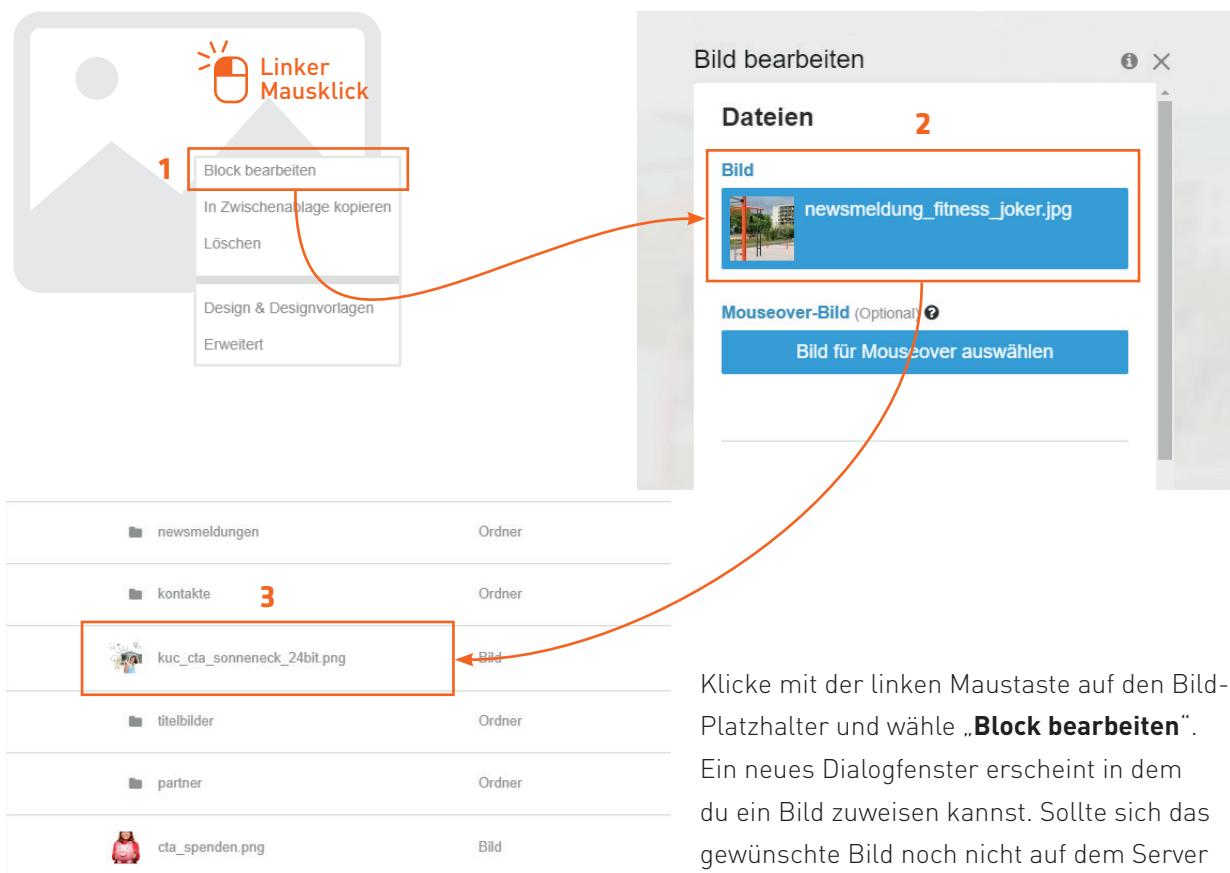 Linker
Mausklick
1
Block bearbeiten
In Zwischenablage kopieren
Löschen
Design & Designvorlagen
Erweitert
Bild bearbeiten
Dateien
2
Bild
newsmeldung_fitness_joker.jpg
Mouseover-Bild (Optional)
Bild für Mouseover auswählen
newsmeldungen Ordner
kontakte Ordner
3
kuc_cta_sonneneck_24bit.png Bild
titelbilder Ordner
partner Ordner
cta_spenden.png Bild
Klicke mit der linken Maustaste auf den Bild-
Platzhalter und wähle „Block bearbeiten“.
Ein neues Dialogfenster erscheint in dem
du ein Bild zuweisen kannst. Sollte sich das
gewünschte Bild noch nicht auf dem Server